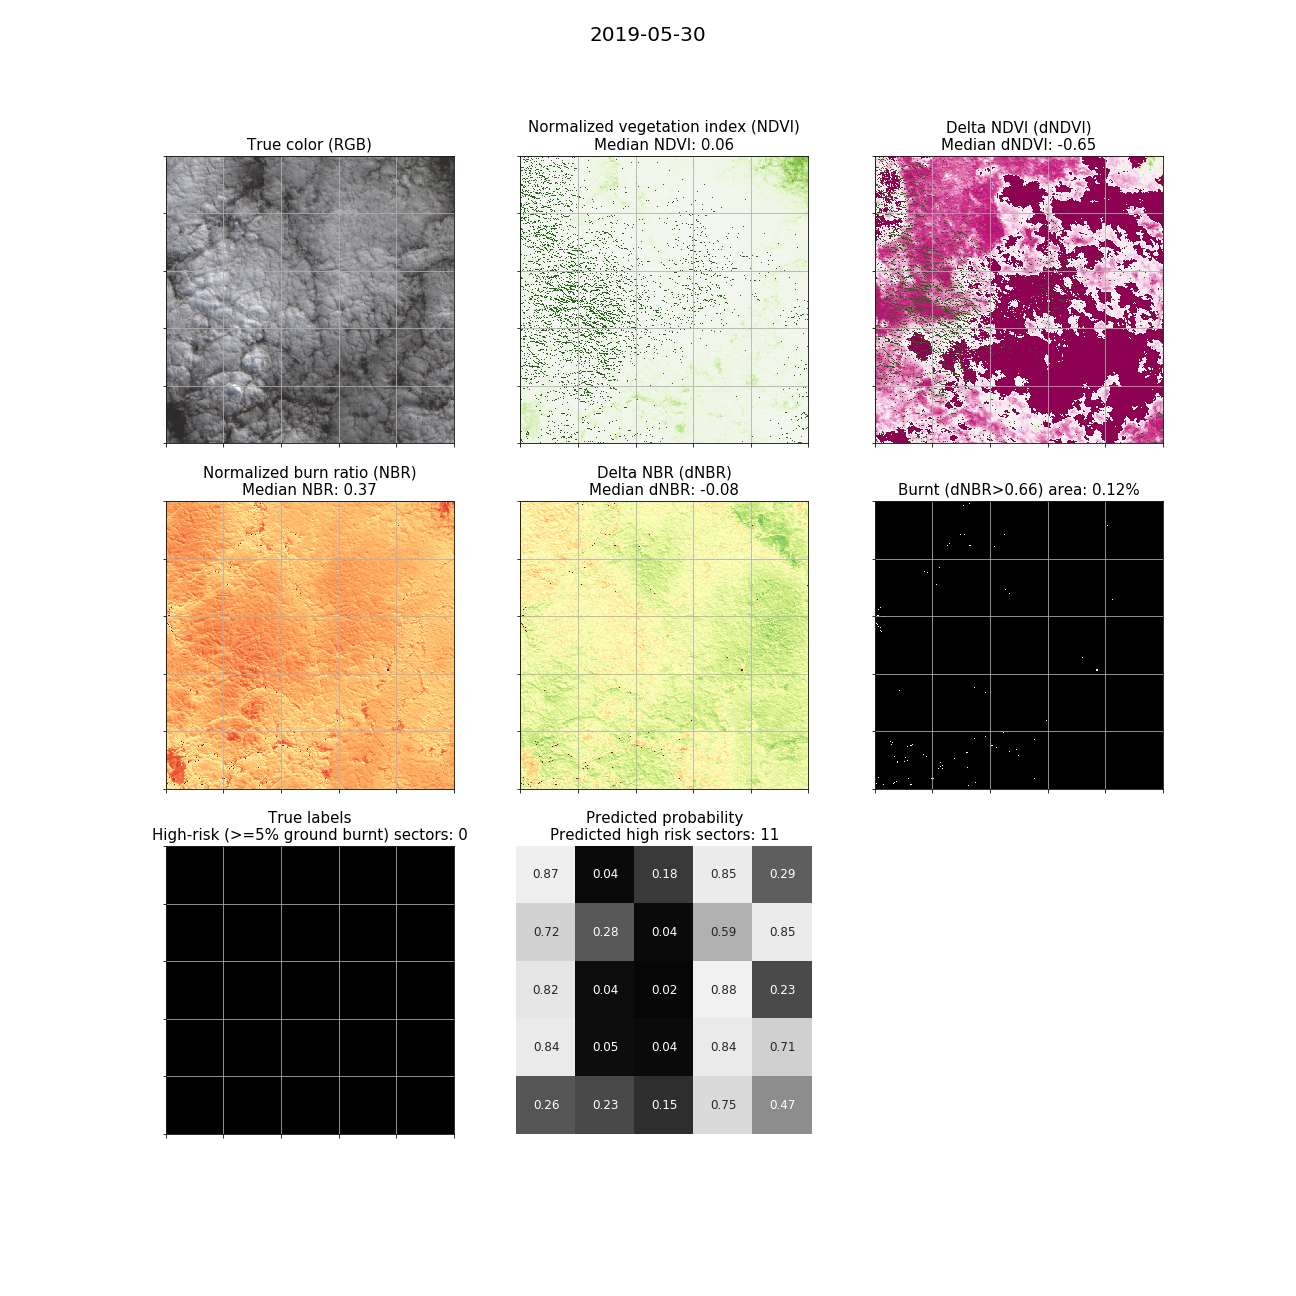 2019-05-30
True color (RGB)
Normalized vegetation index (NDVI)
Median NDVI: 0.06
Delta NDVI (dNDVI)
Median dNDVI: -0.65
Normalized burn ratio (NBR)
Median NBR: 0.37
Delta NBR (dNBR)
Median dNBR: -0.08
Burnt (dNBR>0.66) area: 0.12%
True labels
High-risk (>=5% ground burnt) sectors: 0
Predicted probability
Predicted high risk sectors: 11
0.87 0.04 0.18 0.85 0.29
0.72 0.28 0.04 0.59 0.85
0.82 0.04 0.02 0.88 0.23
0.84 0.05 0.04 0.84 0.71
0.26 0.23 0.15 0.75 0.47